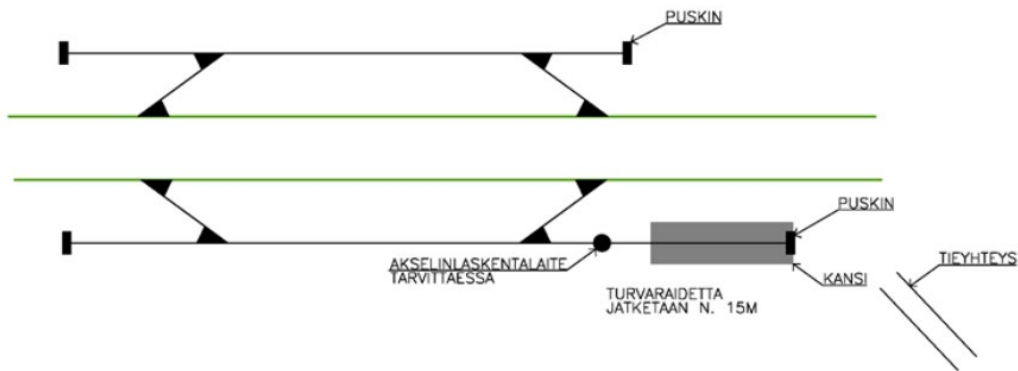 PUSKIN
PUSKIN
TIEYHTEYS
AKSELINLASKENTALAITE
TARVITTAESSA
KANSI
TURVARAIDETTA
JATKETAAN N. 15M